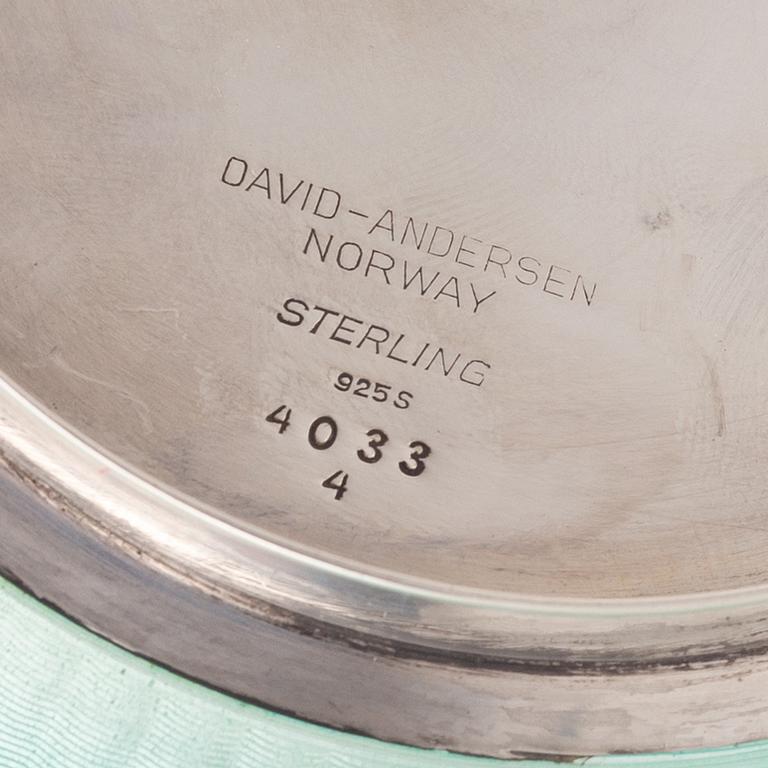 DAVID-ANDERSEN
NORWAY
STERLING
925S
4033
4